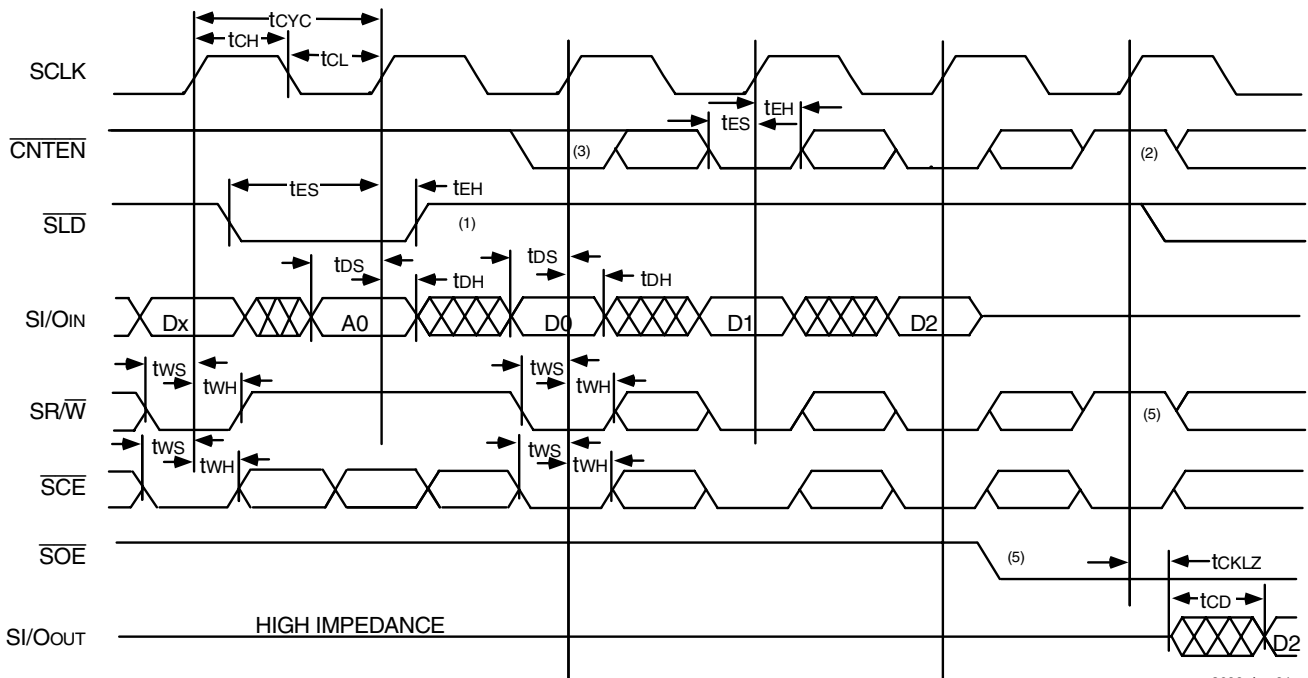 tCYC
tCH
tCL
SCLK
tES
tEH
CNTEN
(3)
(2)
tES
tEH
SLD
(1)
tDS
tDH
tDS
tDH
SI/OIN
Dx
A0
D0
D1
D2
tWS
tWH
tWS
tWH
SR/W
(5)
tWS
tWH
tWS
tWH
SCE
SOE
(5)
tCKLZ
tCD
SI/OOUT
HIGH IMPEDANCE
D2